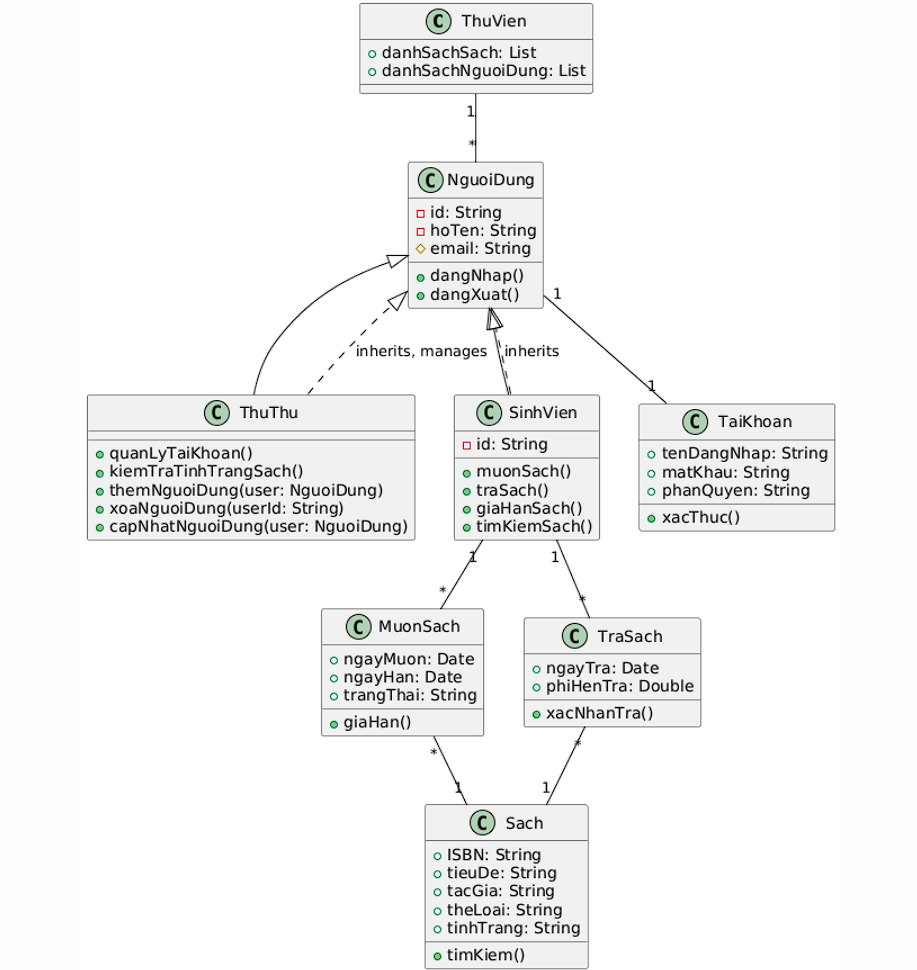 C ThuVien
danhSachSach: List
danhSachNguoiDung: List
1
*
C NguoiDung
id: String
hoTen: String
email: String
dangNhap()
dangXuat()
1
inherits, manages
inherits
1
C ThuThu
quanLyTaiKhoan()
kiemTraTinhTrangSach()
themNguoiDung(user: NguoiDung)
xoaNguoiDung(userId: String)
capNhatNguoiDung(user: NguoiDung)
C SinhVien
id: String
muonSach()
traSach()
giaHanSach()
timKiemSach()
C TaiKhoan
tenDangNhap: String
matKhau: String
phanQuyen: String
xacThuc()
1
1
*
*
C MuonSach
ngayMuon: Date
ngayHan: Date
trangThai: String
giaHan()
C TraSach
ngayTra: Date
phiHenTra: Double
xacNhanTra()
*
*
1
1
C Sach
ISBN: String
tieuDe: String
tacGia: String
theLoai: String
tinhTrang: String
timKiem()